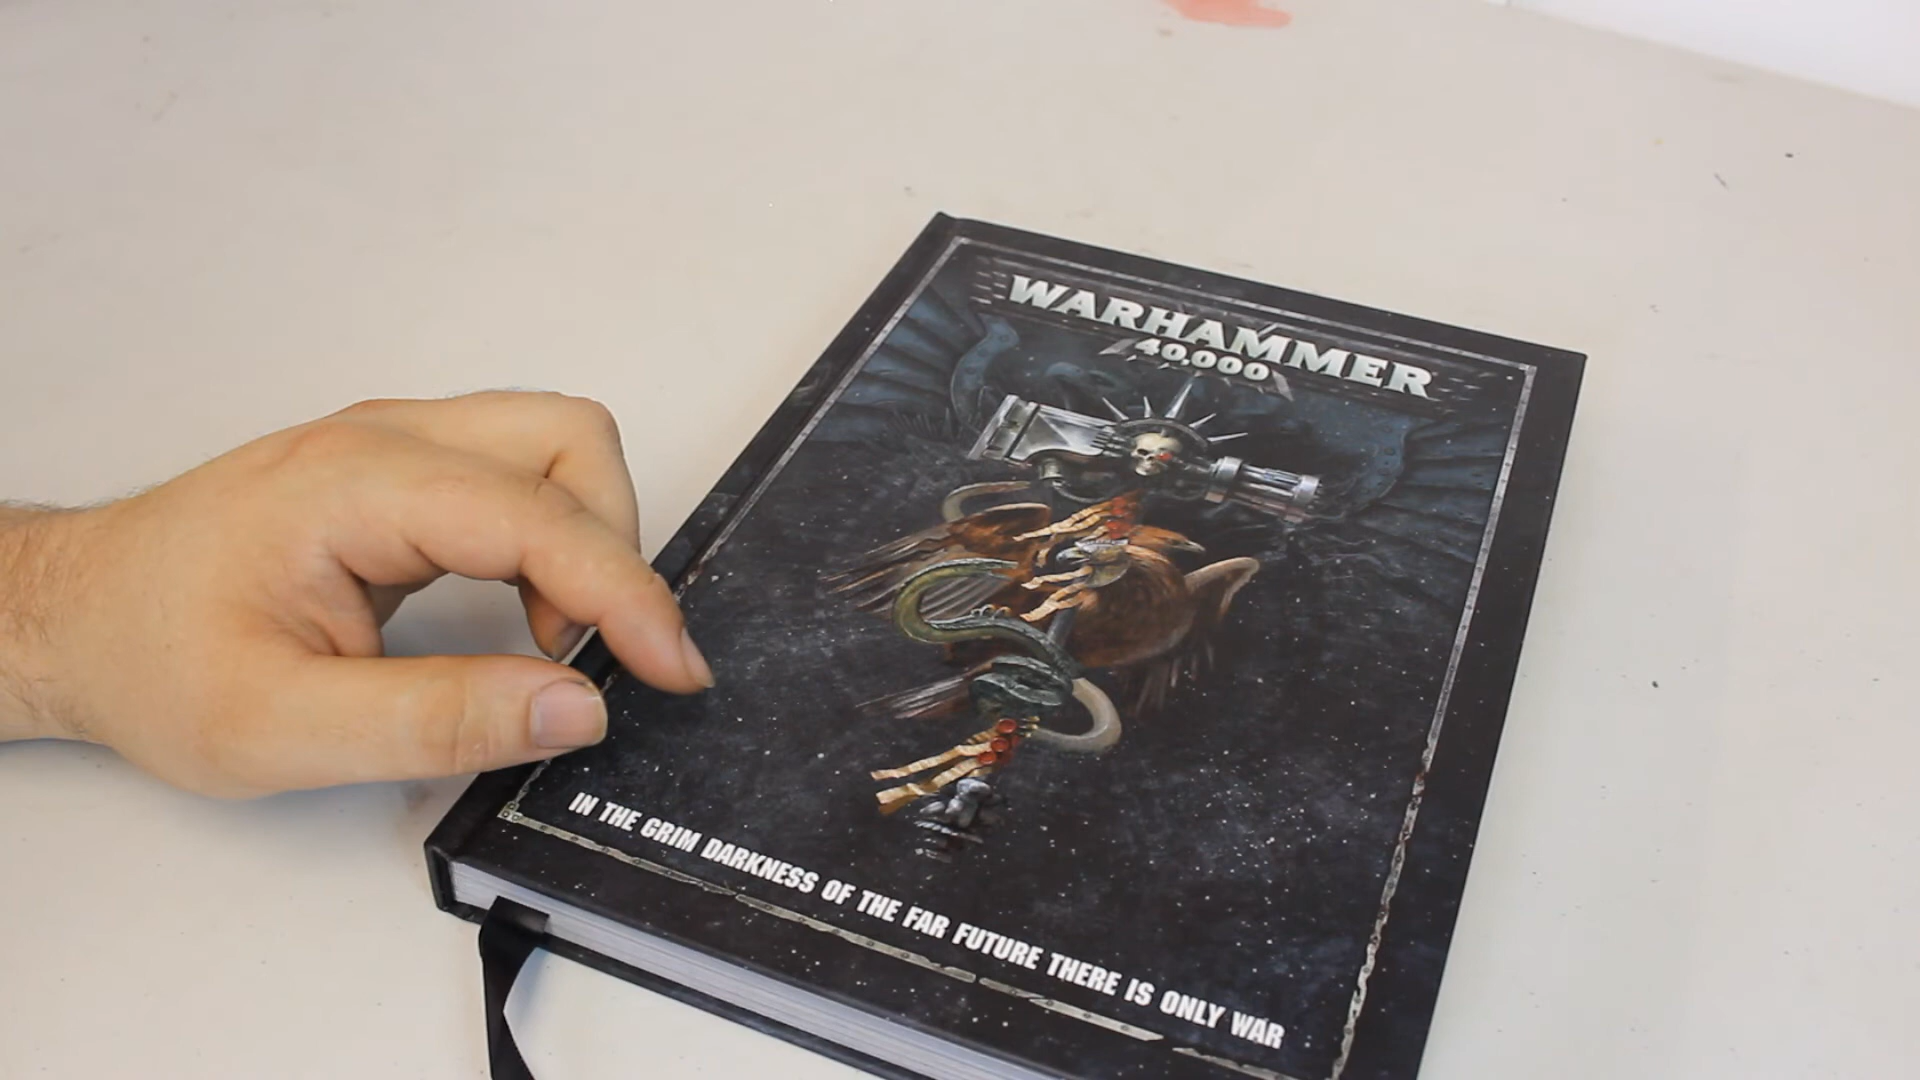 WARHAMMER
40,000
IN THE GRIM DARKNESS OF THE FAR FUTURE THERE IS ONLY WAR